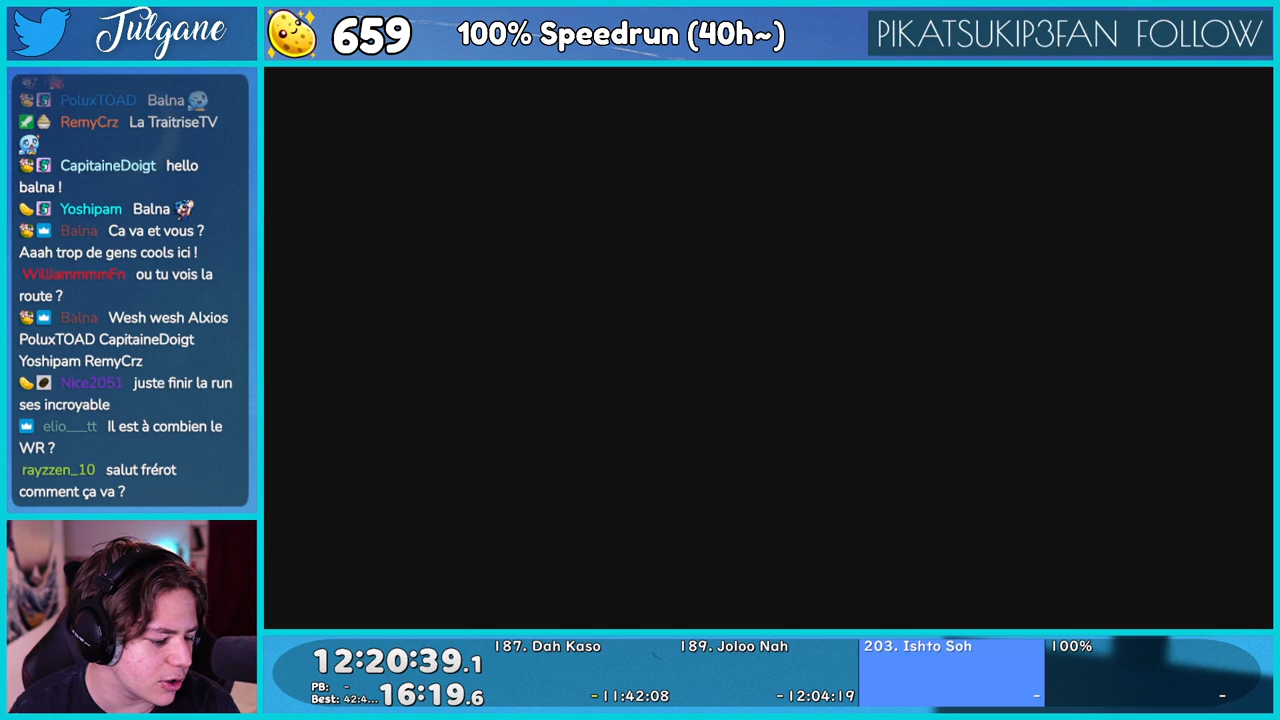 Julgane
659
100% Speedrun (40h~)
PIKATSUKIP3FAN FOLLOW
PoluxTOAD Balna
RemyCrz La TraitriseTV
CapitaineDoigt hello
balna !
Yoshipam Balna
Balna Ca va et vous ?
Aaah trop de gens cools ici !
WilliammmmFn ou tu vois la
route ?
Balna Wesh wesh Alxios
PoluxTOAD CapitaineDoigt
Yoshipam RemyCrz
Nice2051 juste finir la run
ses incroyable
elio___tt Il est à combien le
WR ?
rayzzen_10 salut frérot
comment ça va ?
12:20:39.1
PB: -
Best: 42:4...
16:19.6
187. Dah Kaso
-11:42:08
189. Joloo Nah
-12:04:19
203. Ishto Soh
-
100%
-